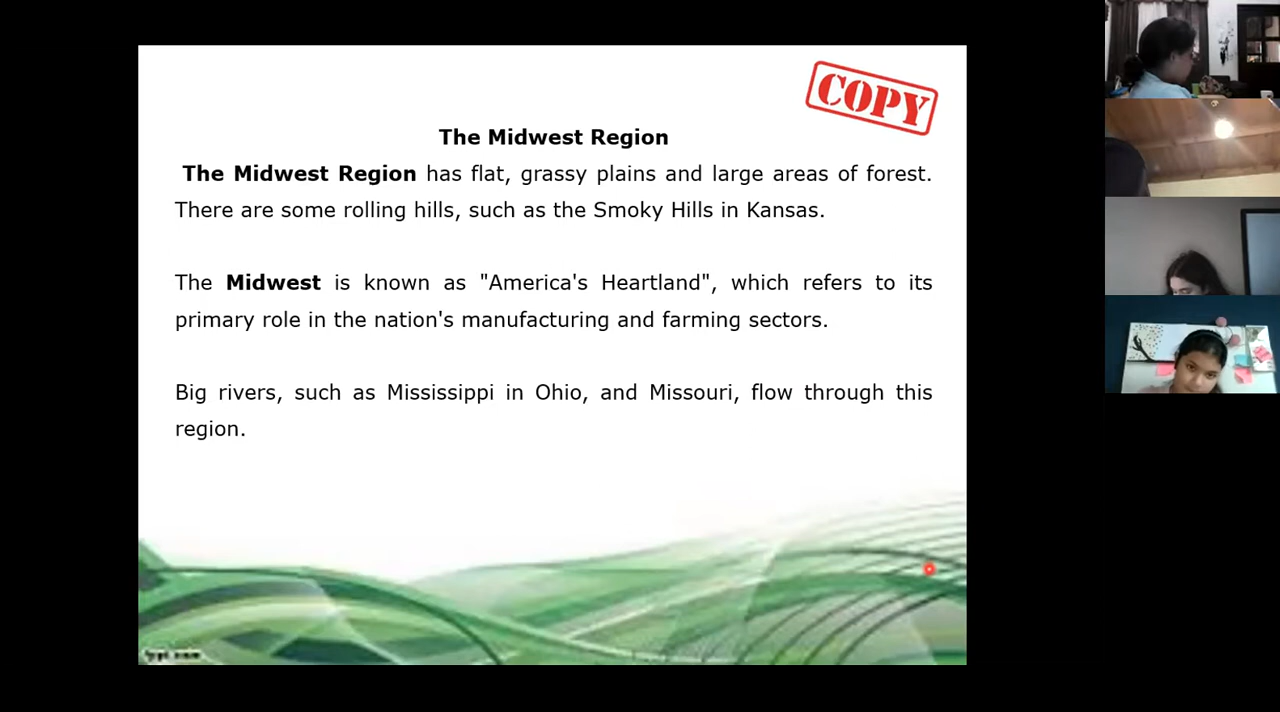 COPY
The Midwest Region
The Midwest Region has flat, grassy plains and large areas of forest.
There are some rolling hills, such as the Smoky Hills in Kansas.
The Midwest is known as "America's Heartland", which refers to its
primary role in the nation's manufacturing and farming sectors.
Big rivers, such as Mississippi in Ohio, and Missouri, flow through this
region.